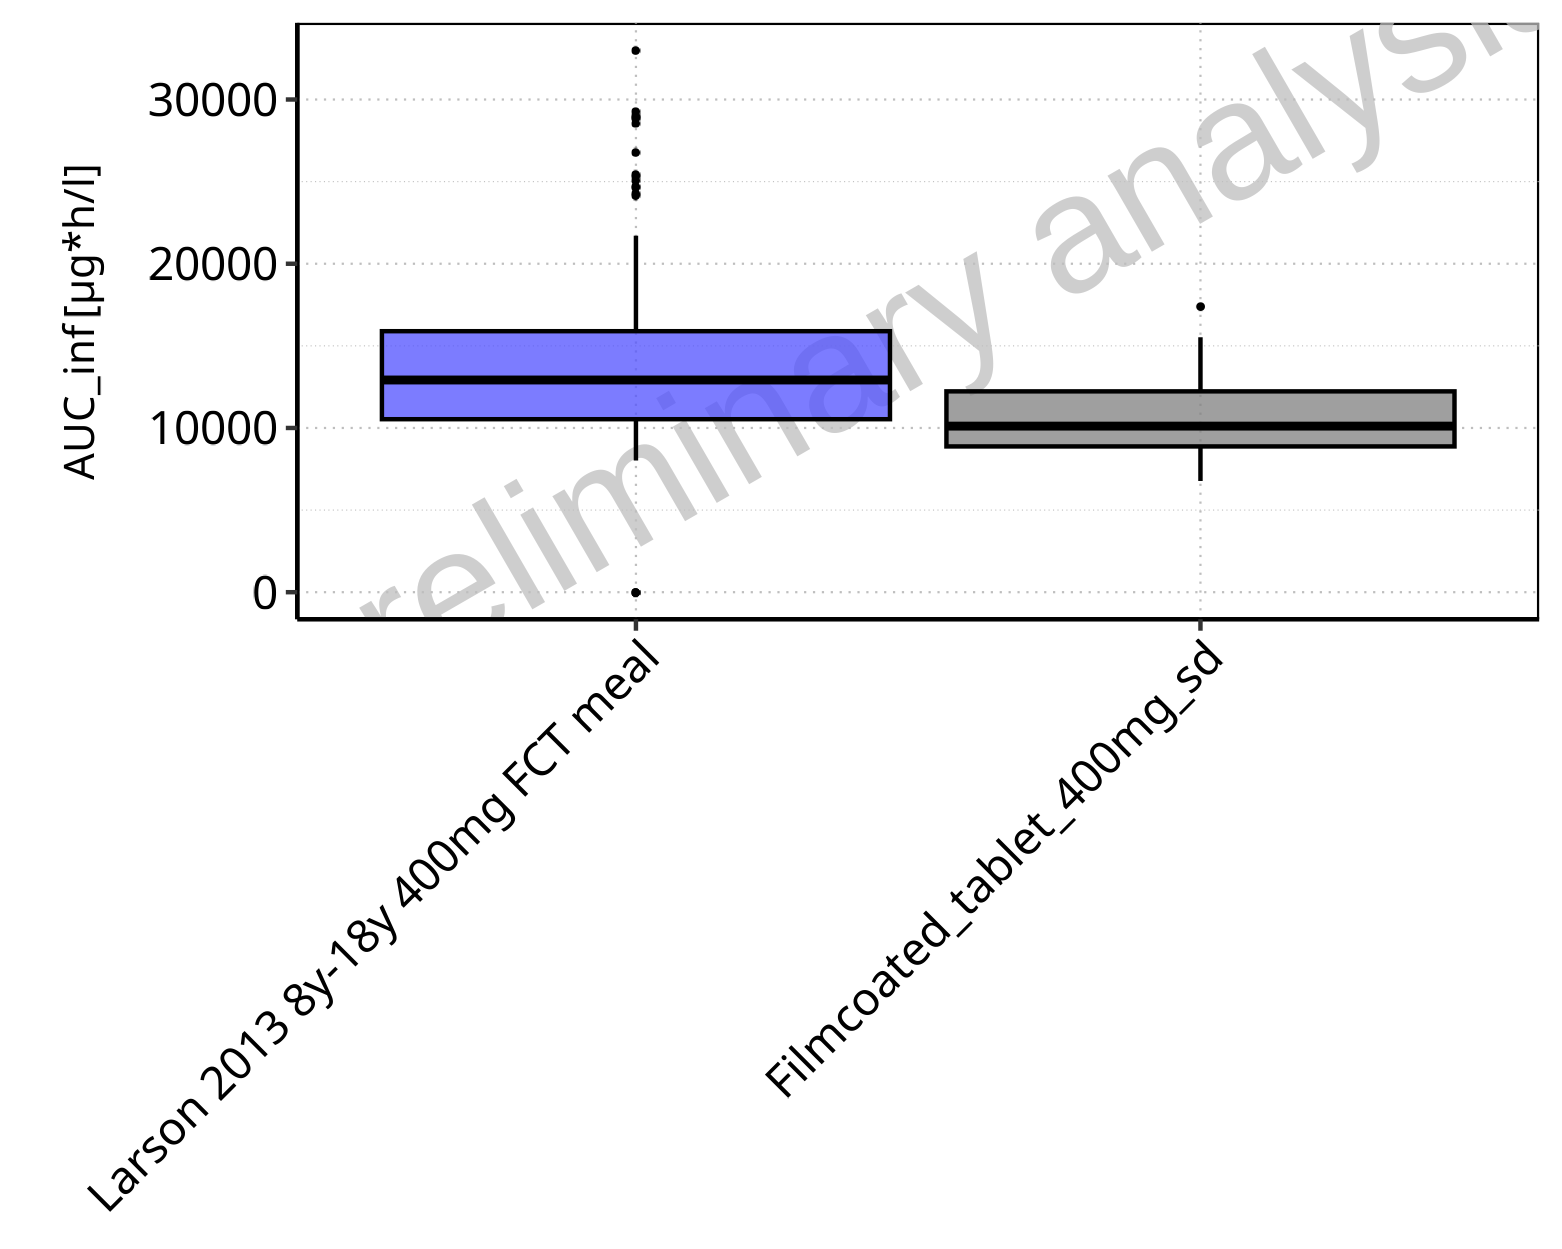 AUC_inf [µg*h/l]
30000
20000
10000
0
reliminary analysis
Larson 2013 8y-18y 400mg FCT meal
Filmcoated_tablet_400mg_sd